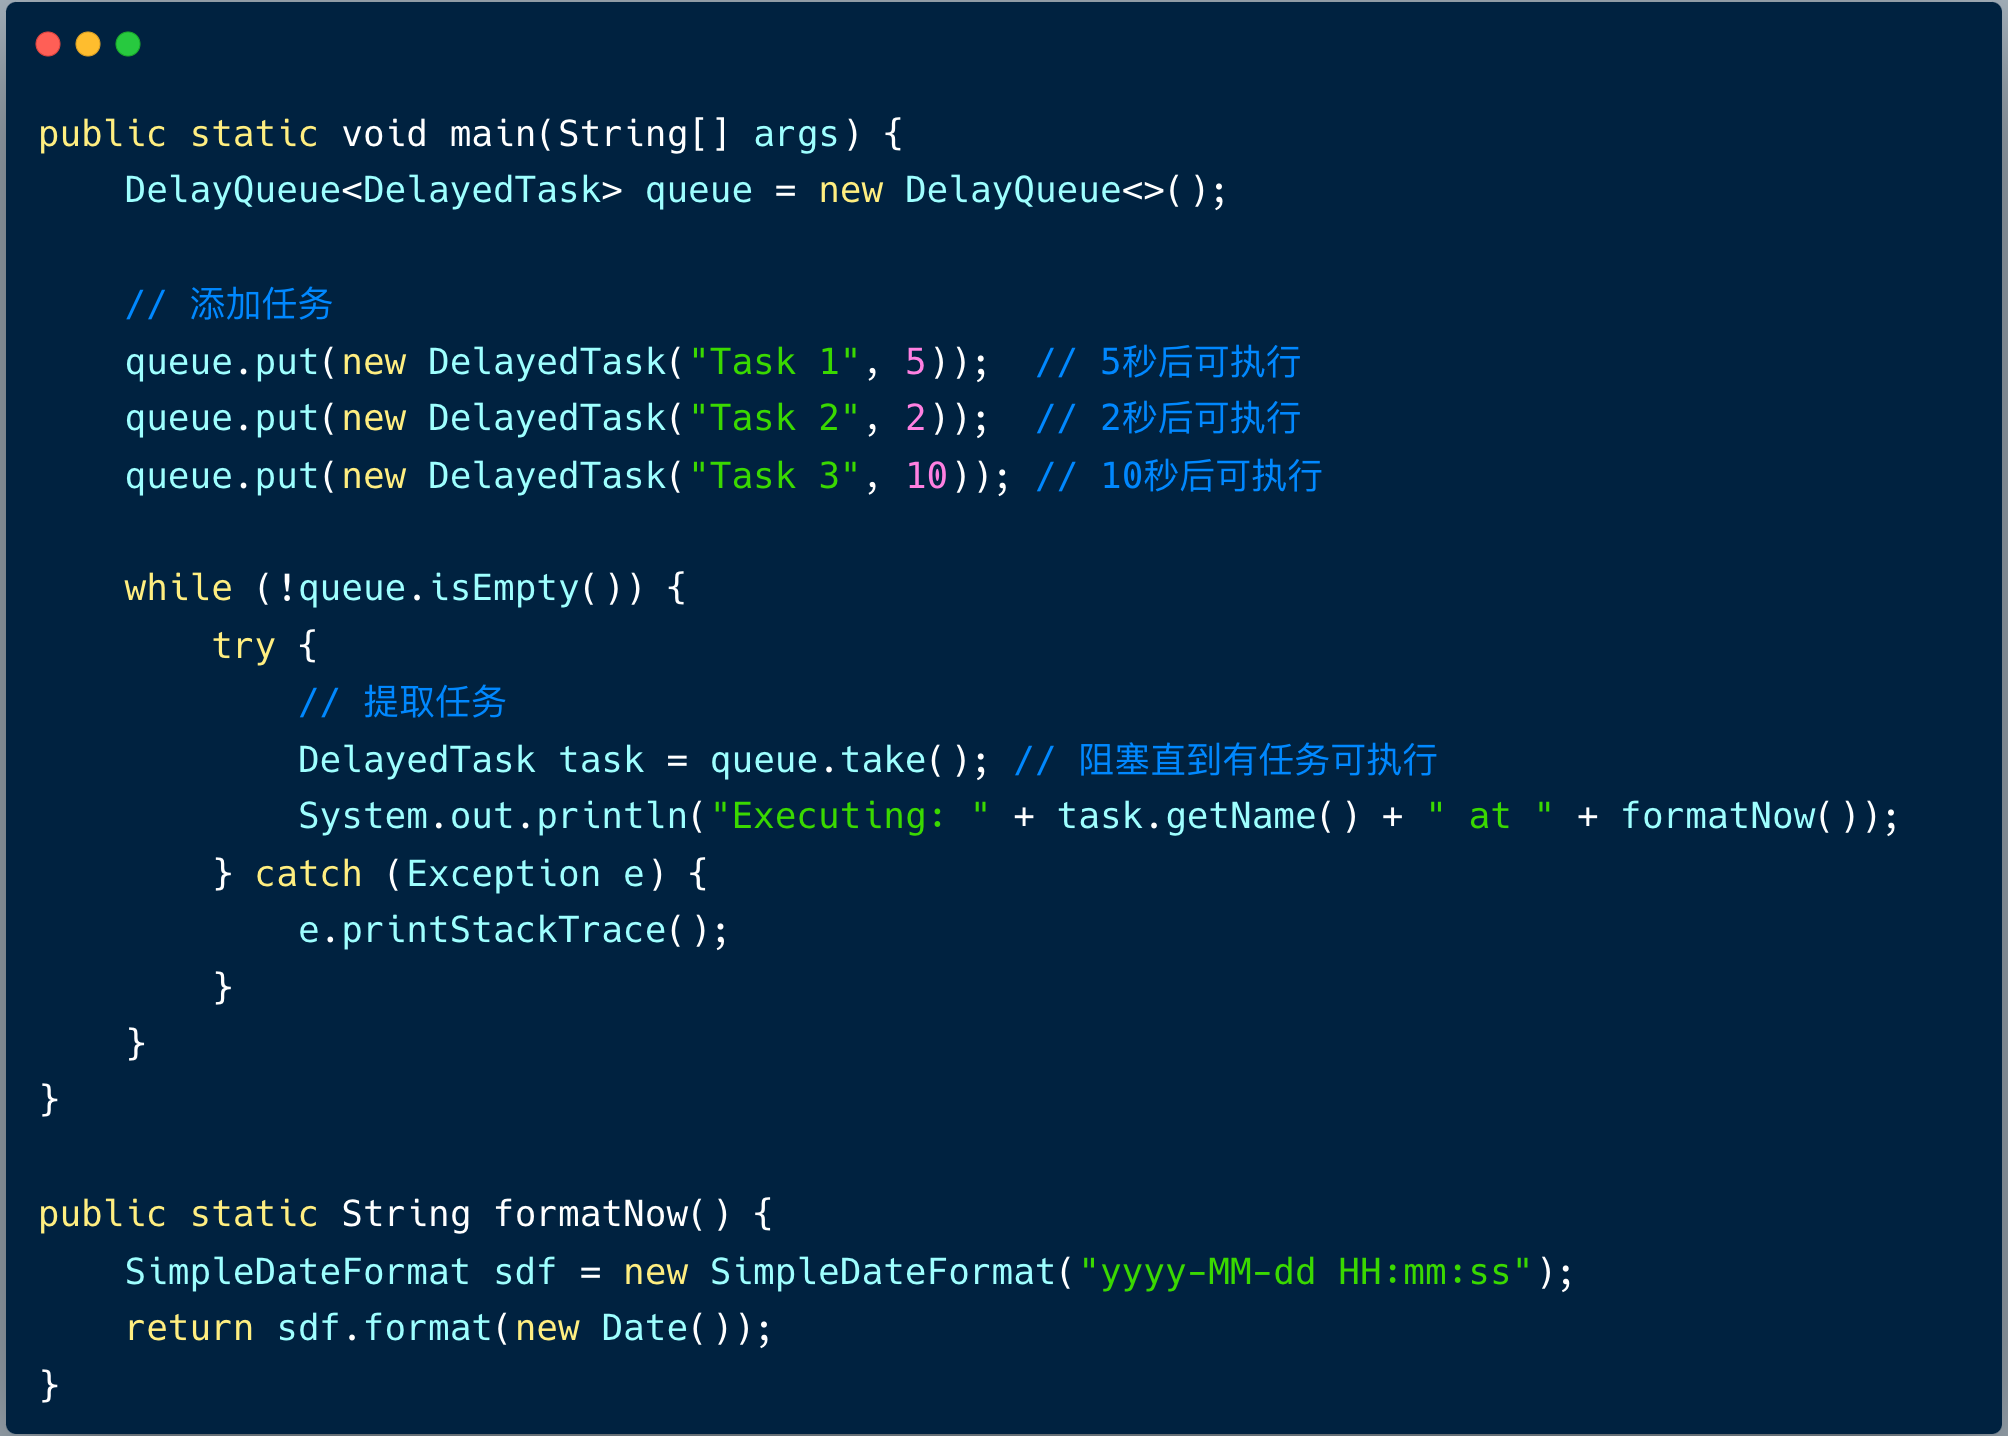 public static void main(String[] args) {
    DelayQueue<DelayedTask> queue = new DelayQueue<>();
    // 添加任务
    queue.put(new DelayedTask("Task 1", 5));  // 5秒后可执行
    queue.put(new DelayedTask("Task 2", 2));  // 2秒后可执行
    queue.put(new DelayedTask("Task 3", 10)); // 10秒后可执行
    while (!queue.isEmpty()) {
        try {
            // 提取任务
            DelayedTask task = queue.take(); // 阻塞直到有任务可执行
            System.out.println("Executing: " + task.getName() + " at " + formatNow());
        } catch (Exception e) {
            e.printStackTrace();
        }
    }
}
public static String formatNow() {
    SimpleDateFormat sdf = new SimpleDateFormat("yyyy-MM-dd HH:mm:ss");
    return sdf.format(new Date());
}